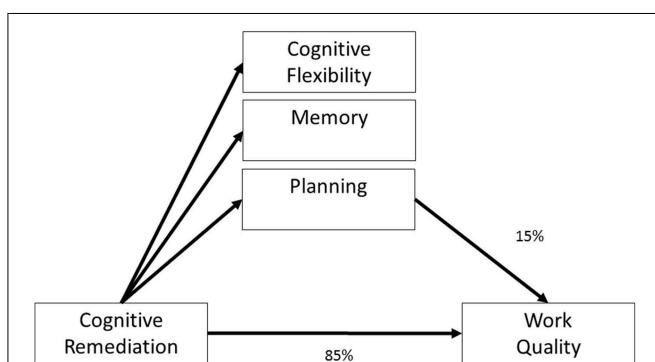 Cognitive
Flexibility
Memory
Planning
15%
Cognitive
Remediation
85%
Work
Quality